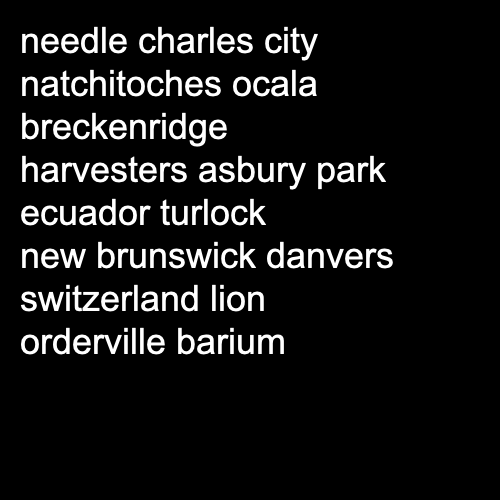 needle charles city
natchitoches ocala
breckenridge
harvesters asbury park
ecuador turlock
new brunswick danvers
switzerland lion
orderville barium